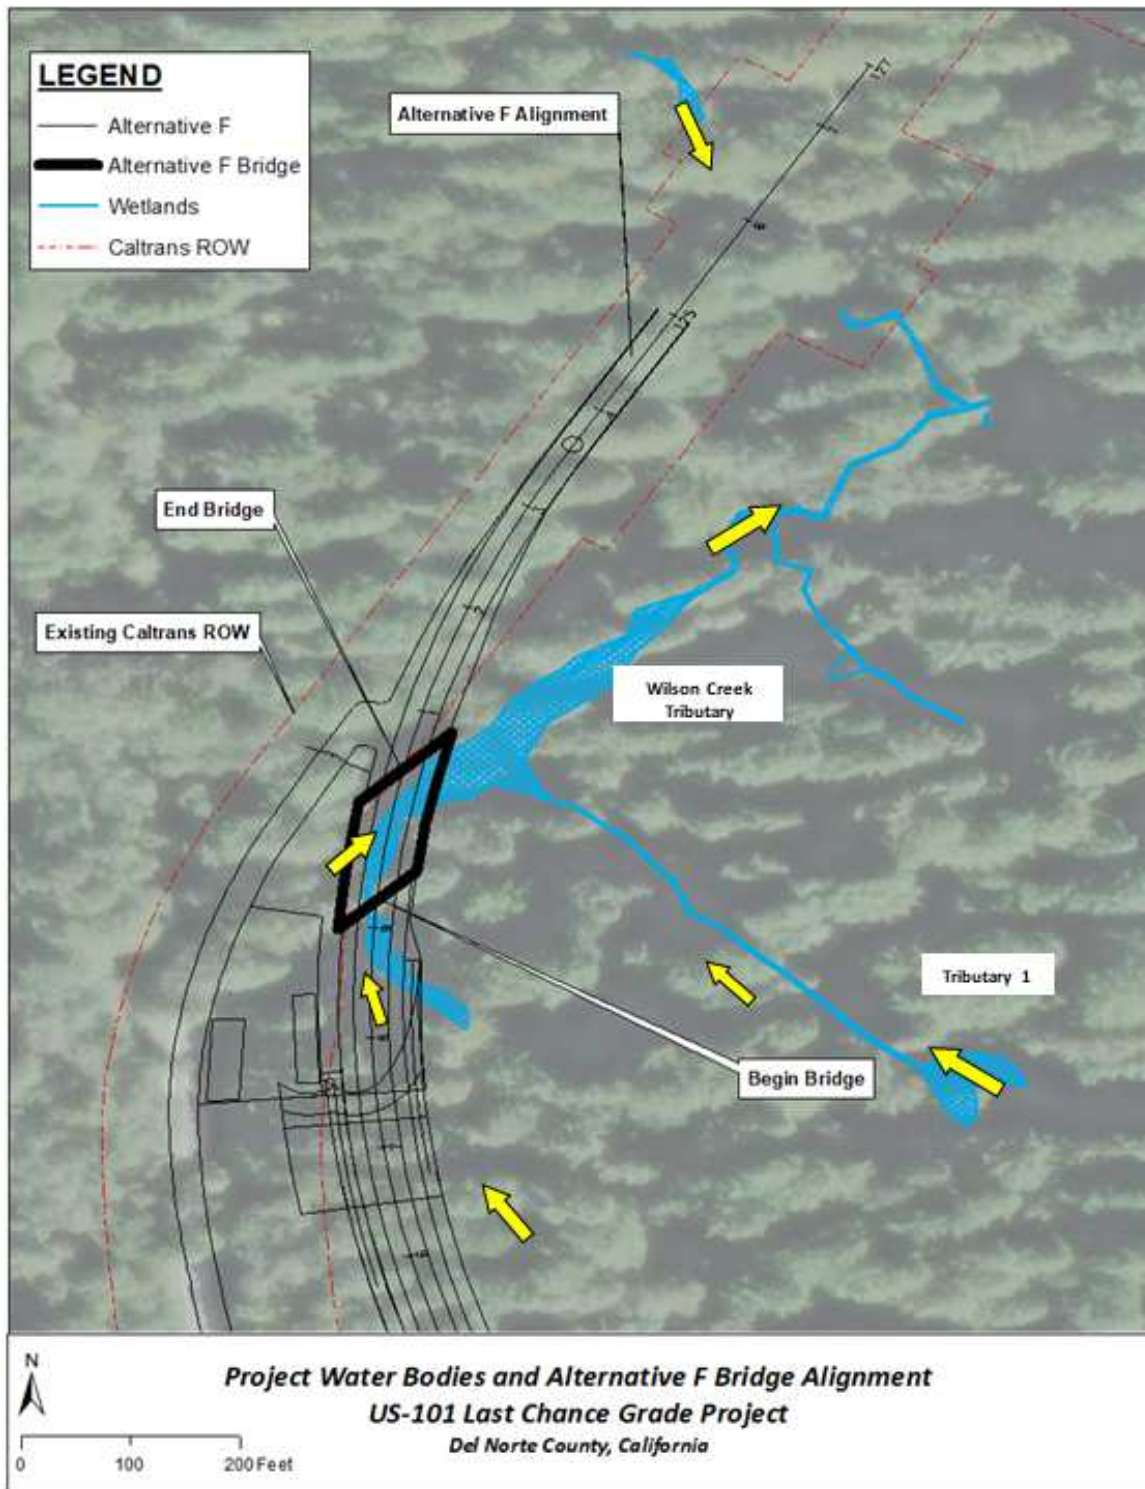 LEGEND
Alternative F
Alternative F Bridge
Wetlands
Caltrans ROW
Alternative F Alignment
127
125
End Bridge
Existing Caltrans ROW
Wilson Creek
Tributary
Tributary 1
Begin Bridge
N
0 100 200 Feet
Project Water Bodies and Alternative F Bridge Alignment
US-101 Last Chance Grade Project
Del Norte County, California